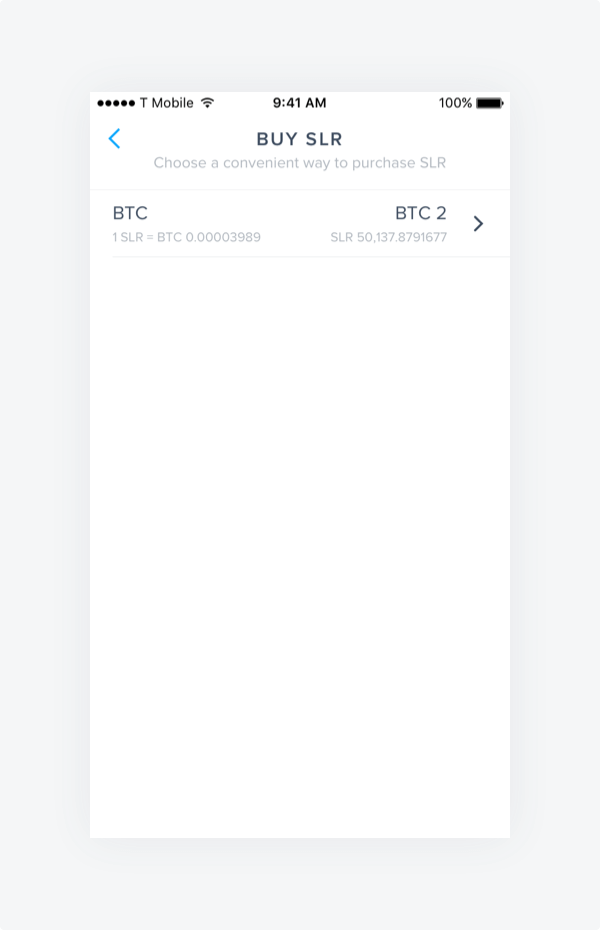 T Mobile 9:41 AM 100%
BUY SLR
Choose a convenient way to purchase SLR
BTC BTC 2
1 SLR = BTC 0.00003989 SLR 50,137.8791677